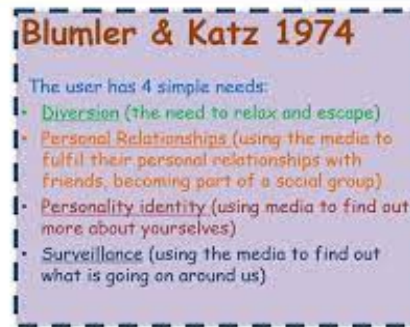 Blumler & Katz 1974
The user has 4 simple needs:
• Diversion (the need to relax and escape)
• Personal Relationships (using the media to
fulfil their personal relationships with
friends, becoming part of a social group)
• Personality identity (using media to find out
more about yourselves)
• Surveillance (using the media to find out
what is going on around us)